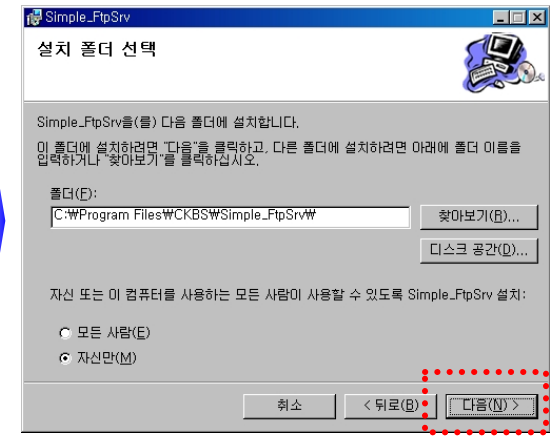 Simple_FtpSrv
설치 폴더 선택
Simple_FtpSrv을(를) 다음 폴더에 설치합니다.
이 폴더에 설치하려면 "다음"을 클릭하고, 다른 폴더에 설치하려면 아래에 폴더 이름을
입력하거나 "찾아보기"를 클릭하십시오.
폴더(F):
C:₩Program Files₩CKBS₩Simple_FtpSrv₩
찾아보기(R)...
디스크 공간(D)...
자신 또는 이 컴퓨터를 사용하는 모든 사람이 사용할 수 있도록 Simple_FtpSrv 설치:
모든 사람(E)
자신만(M)
취소
< 뒤로(B)
다음(N) >